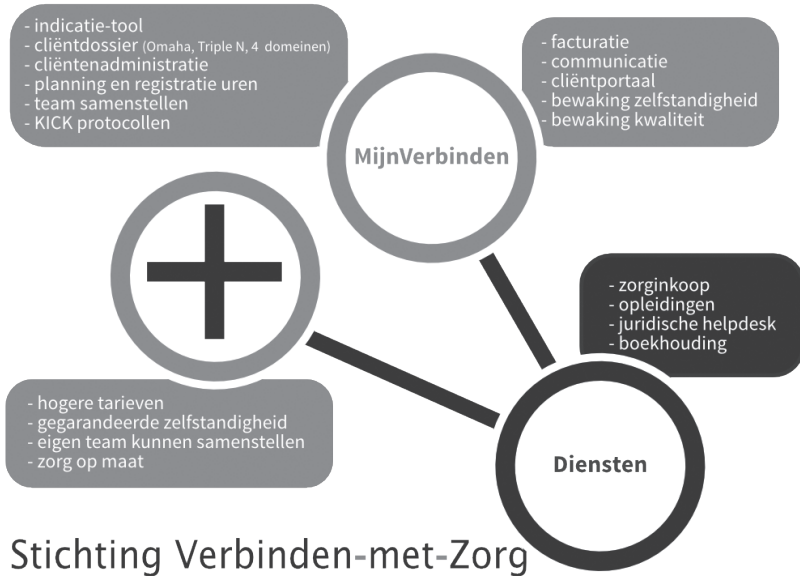 - indicatie-tool
- cliëntdossier (Omaha, Triple N, 4 domeinen)
- cliëntenadministratie
- planning en registratie uren
- team samenstellen
- KICK protocollen
- facturatie
- communicatie
- cliëntportaal
- bewaking zelfstandigheid
- bewaking kwaliteit
MijnVerbinden
- zorginkoop
- opleidingen
- juridische helpdesk
- boekhouding
- hogere tarieven
- gegarandeerde zelfstandigheid
- eigen team kunnen samenstellen
- zorg op maat
Diensten
Stichting Verbinden-met-Zorg